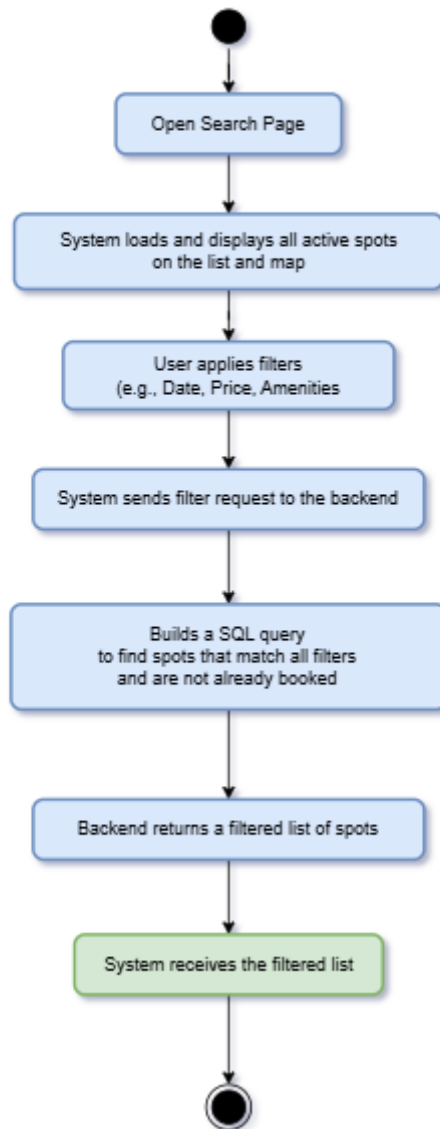 Open Search Page
System loads and displays all active spots
on the list and map
User applies filters
(e.g., Date, Price, Amenities
System sends filter request to the backend
Builds a SQL query
to find spots that match all filters
and are not already booked
Backend returns a filtered list of spots
System receives the filtered list